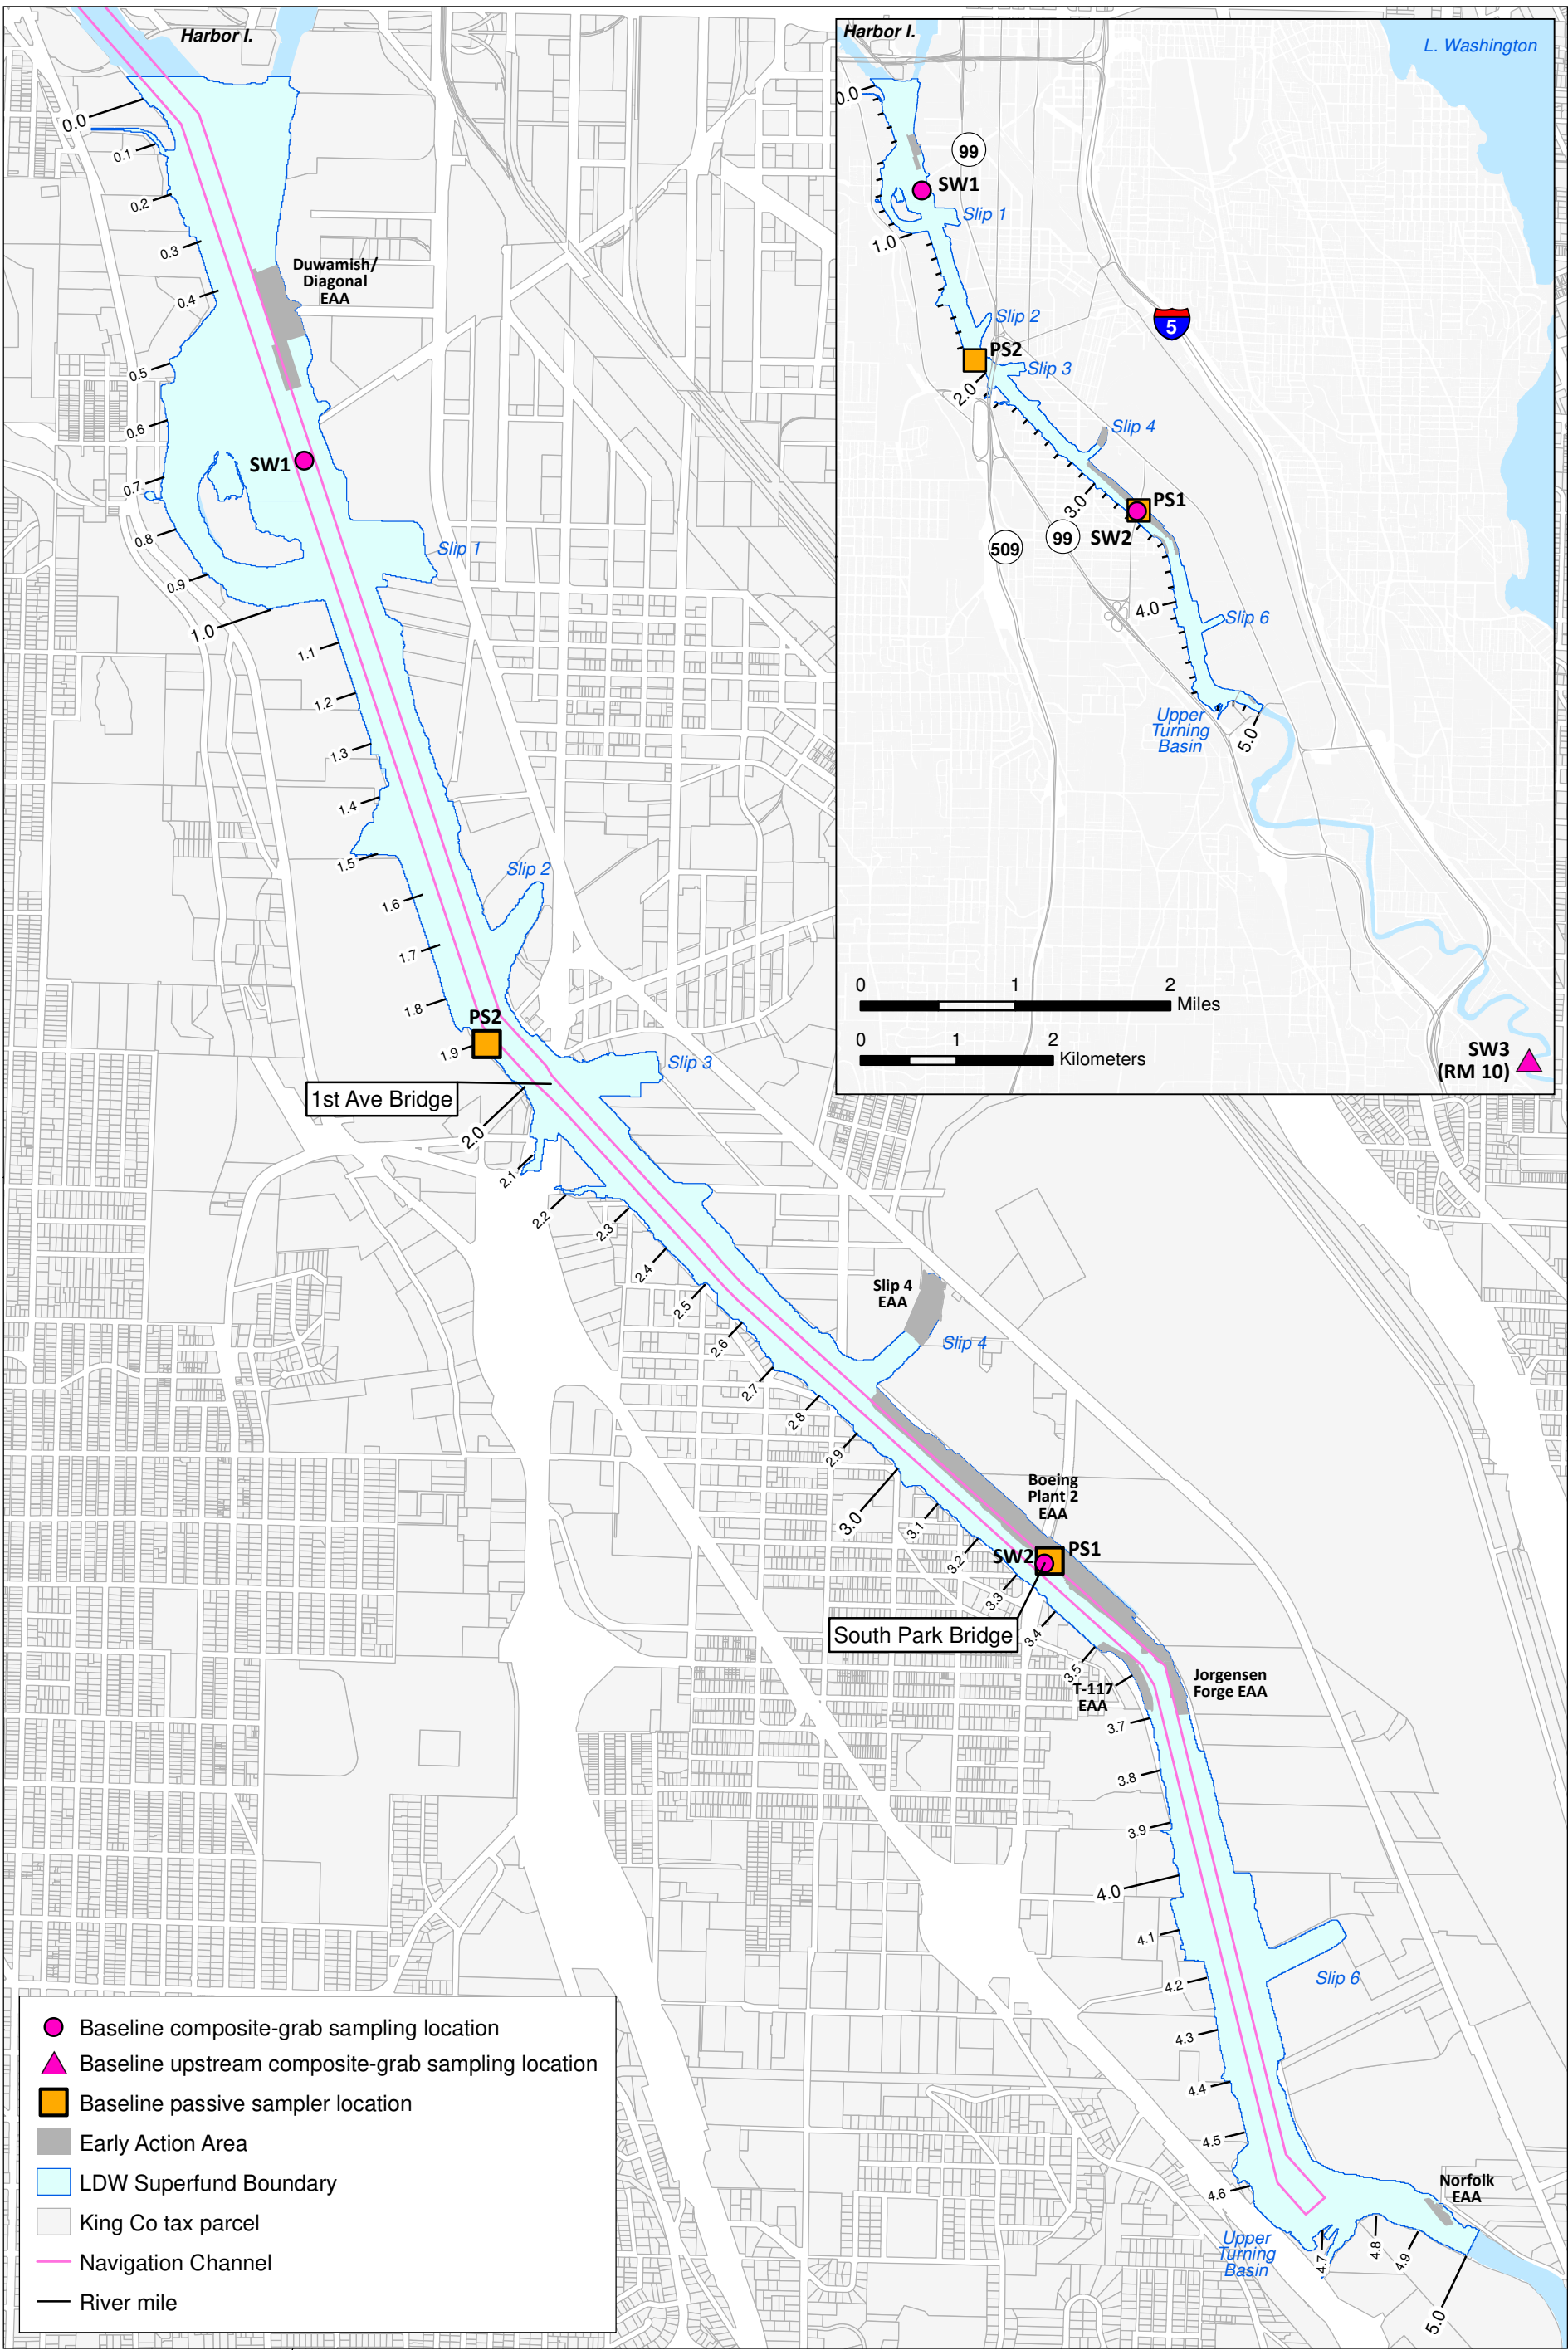 Harbor I.
0.0
0.1
0.2
0.3
0.4
0.5
0.6
0.7
0.8
0.9
1.0
1.1
1.2
1.3
1.4
1.5
1.6
1.7
1.8
1.9
2.0
2.1
2.2
2.3
2.4
2.5
2.6
2.7
2.8
2.9
3.0
3.1
3.2
3.3
3.4
3.5
3.7
3.8
3.9
4.0
4.1
4.2
4.3
4.4
4.5
4.6
4.7
4.8
4.9
5.0
Duwamish/
Diagonal
EAA
SW1
Slip 1
Slip 2
PS2
Slip 3
1st Ave Bridge
Slip 4
EAA
Slip 4
Boeing
Plant 2
EAA
SW2
PS1
South Park Bridge
T-117
EAA
Jorgensen
Forge EAA
Slip 6
Norfolk
EAA
Upper
Turning
Basin
Harbor I.
L. Washington
0.0
99
SW1
Slip 1
1.0
Slip 2
5
PS2
Slip 3
2.0
Slip 4
3.0
PS1
SW2
99
509
4.0
Slip 6
Upper
Turning
Basin
5.0
0 1 2
Miles
0 1 2
Kilometers
SW3
(RM 10)
Baseline composite-grab sampling location
Baseline upstream composite-grab sampling location
Baseline passive sampler location
Early Action Area
LDW Superfund Boundary
King Co tax parcel
Navigation Channel
River mile